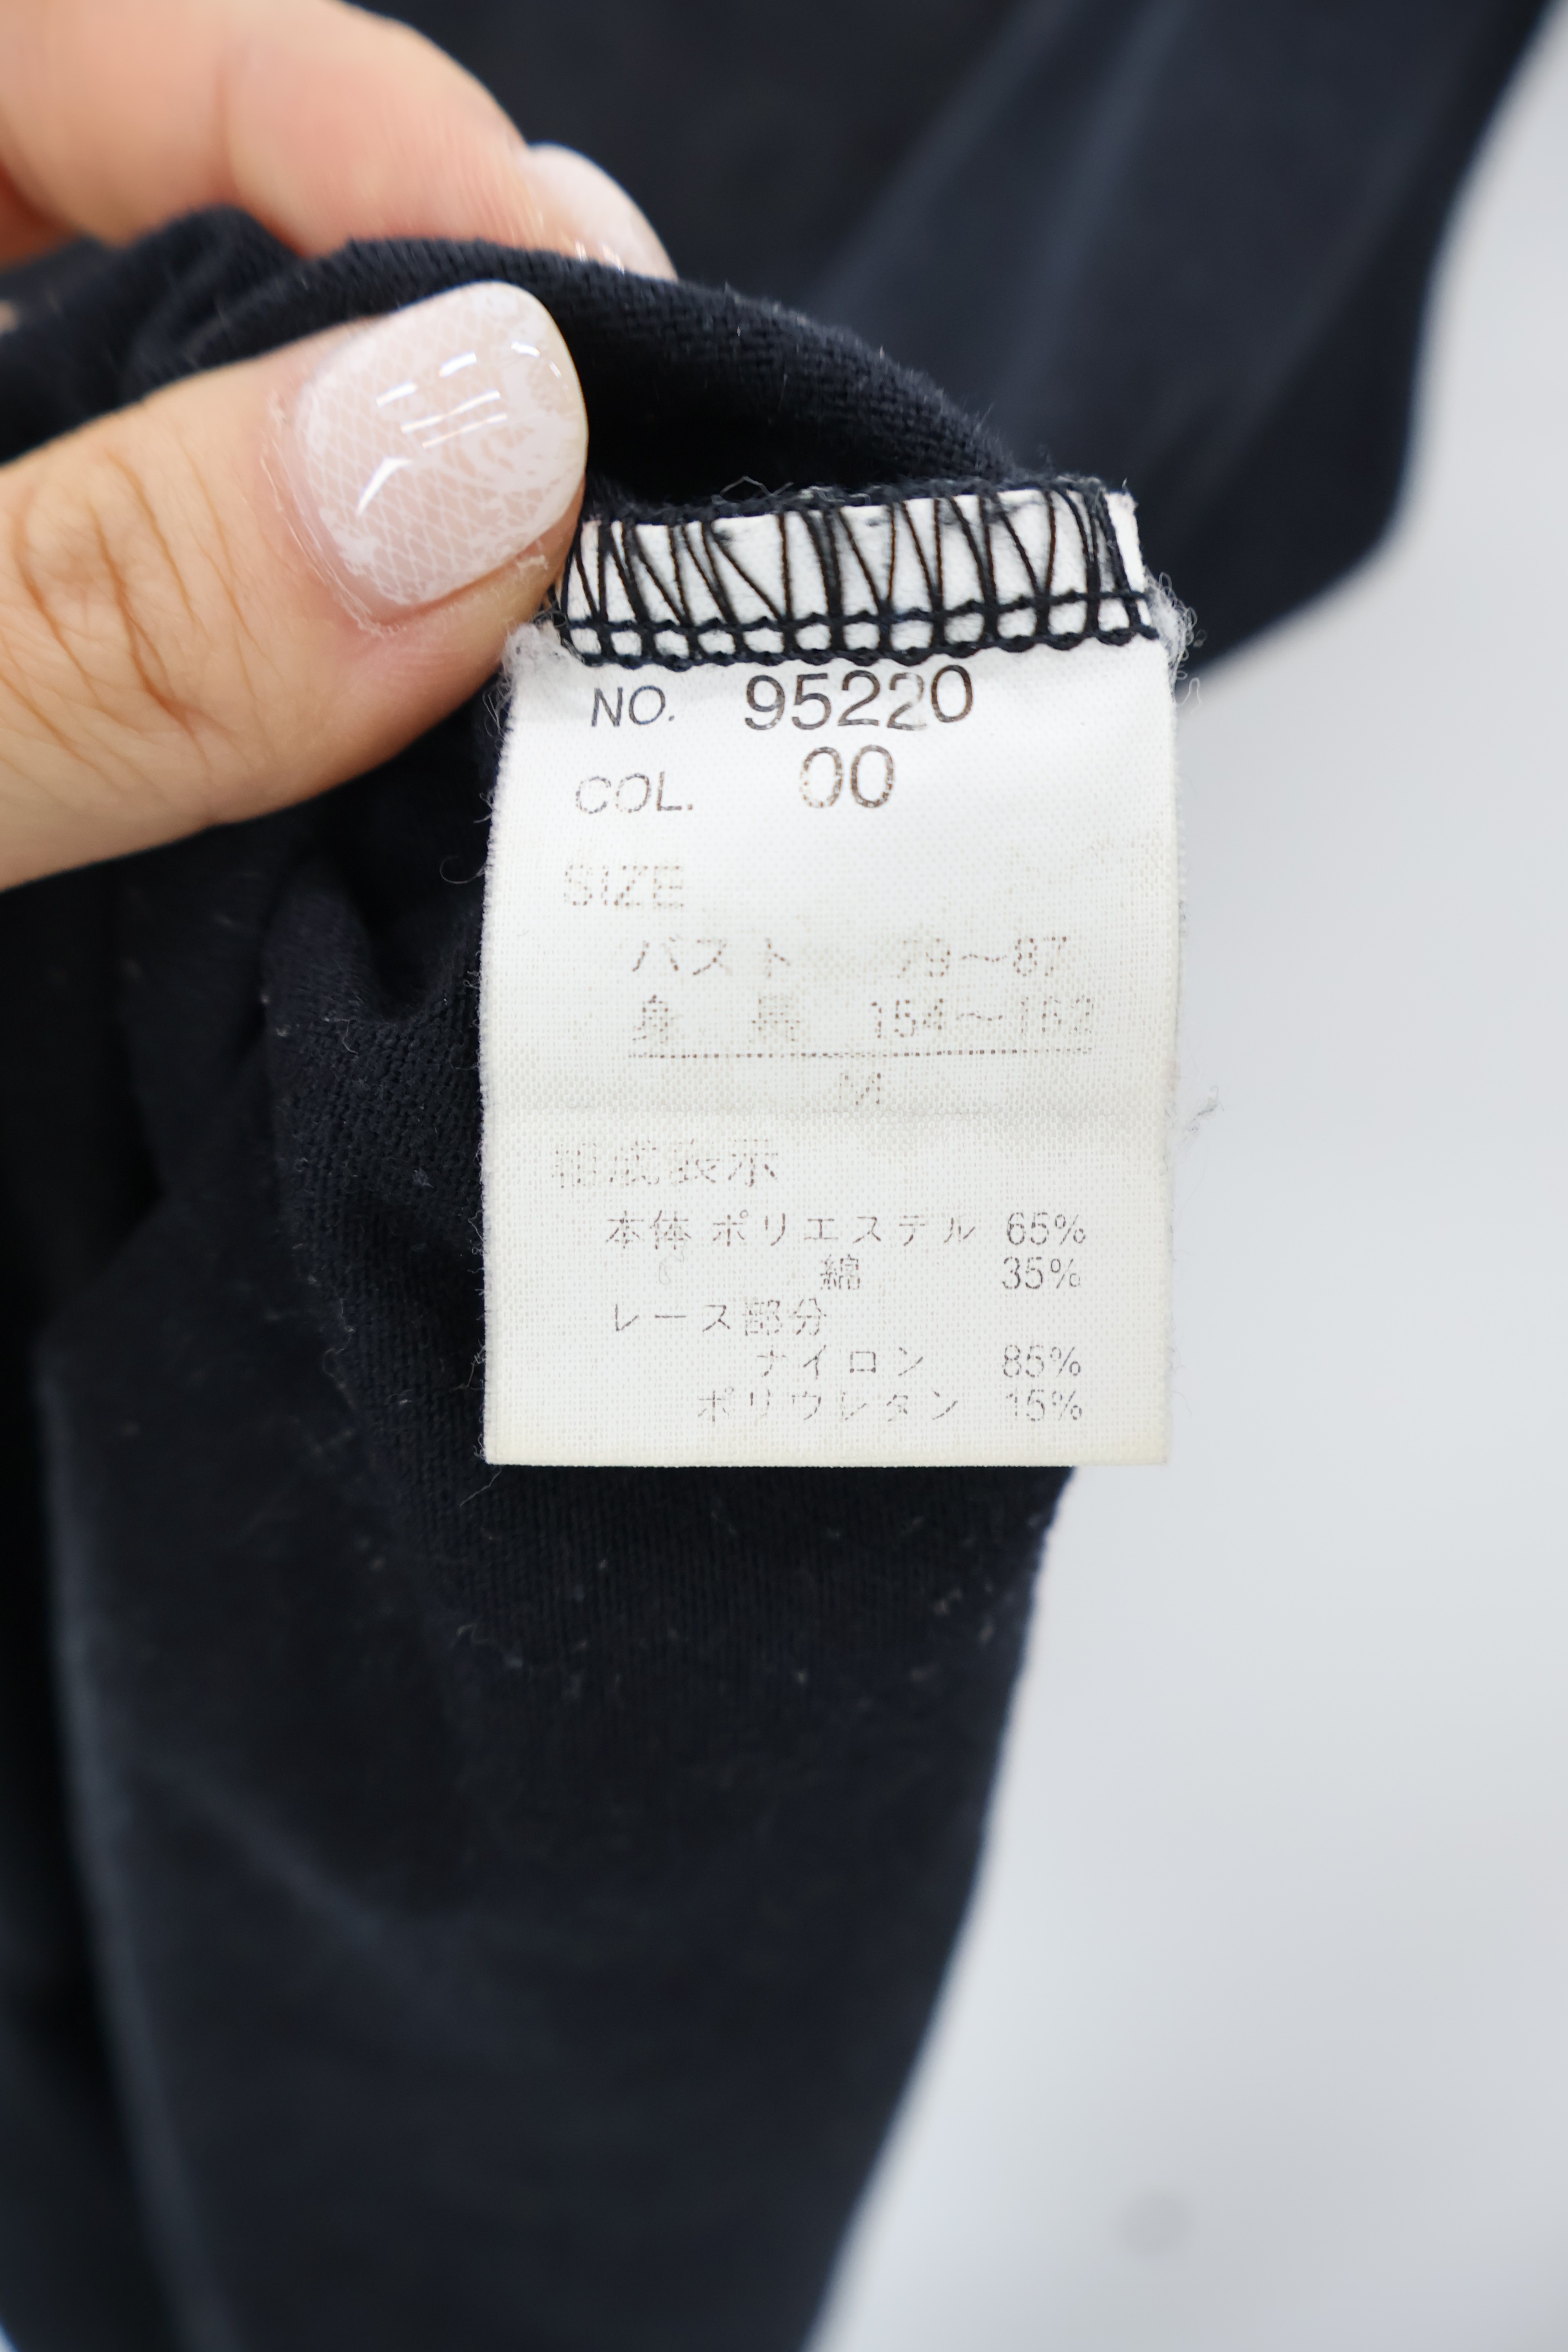 NO. 95220
COL. 00
SIZE
バスト 79～87
身 長 154～162
M
組成表示
本体 ポリエステル 65%
綿 35%
レース部分
ナイロン 85%
ポリウレタン 15%